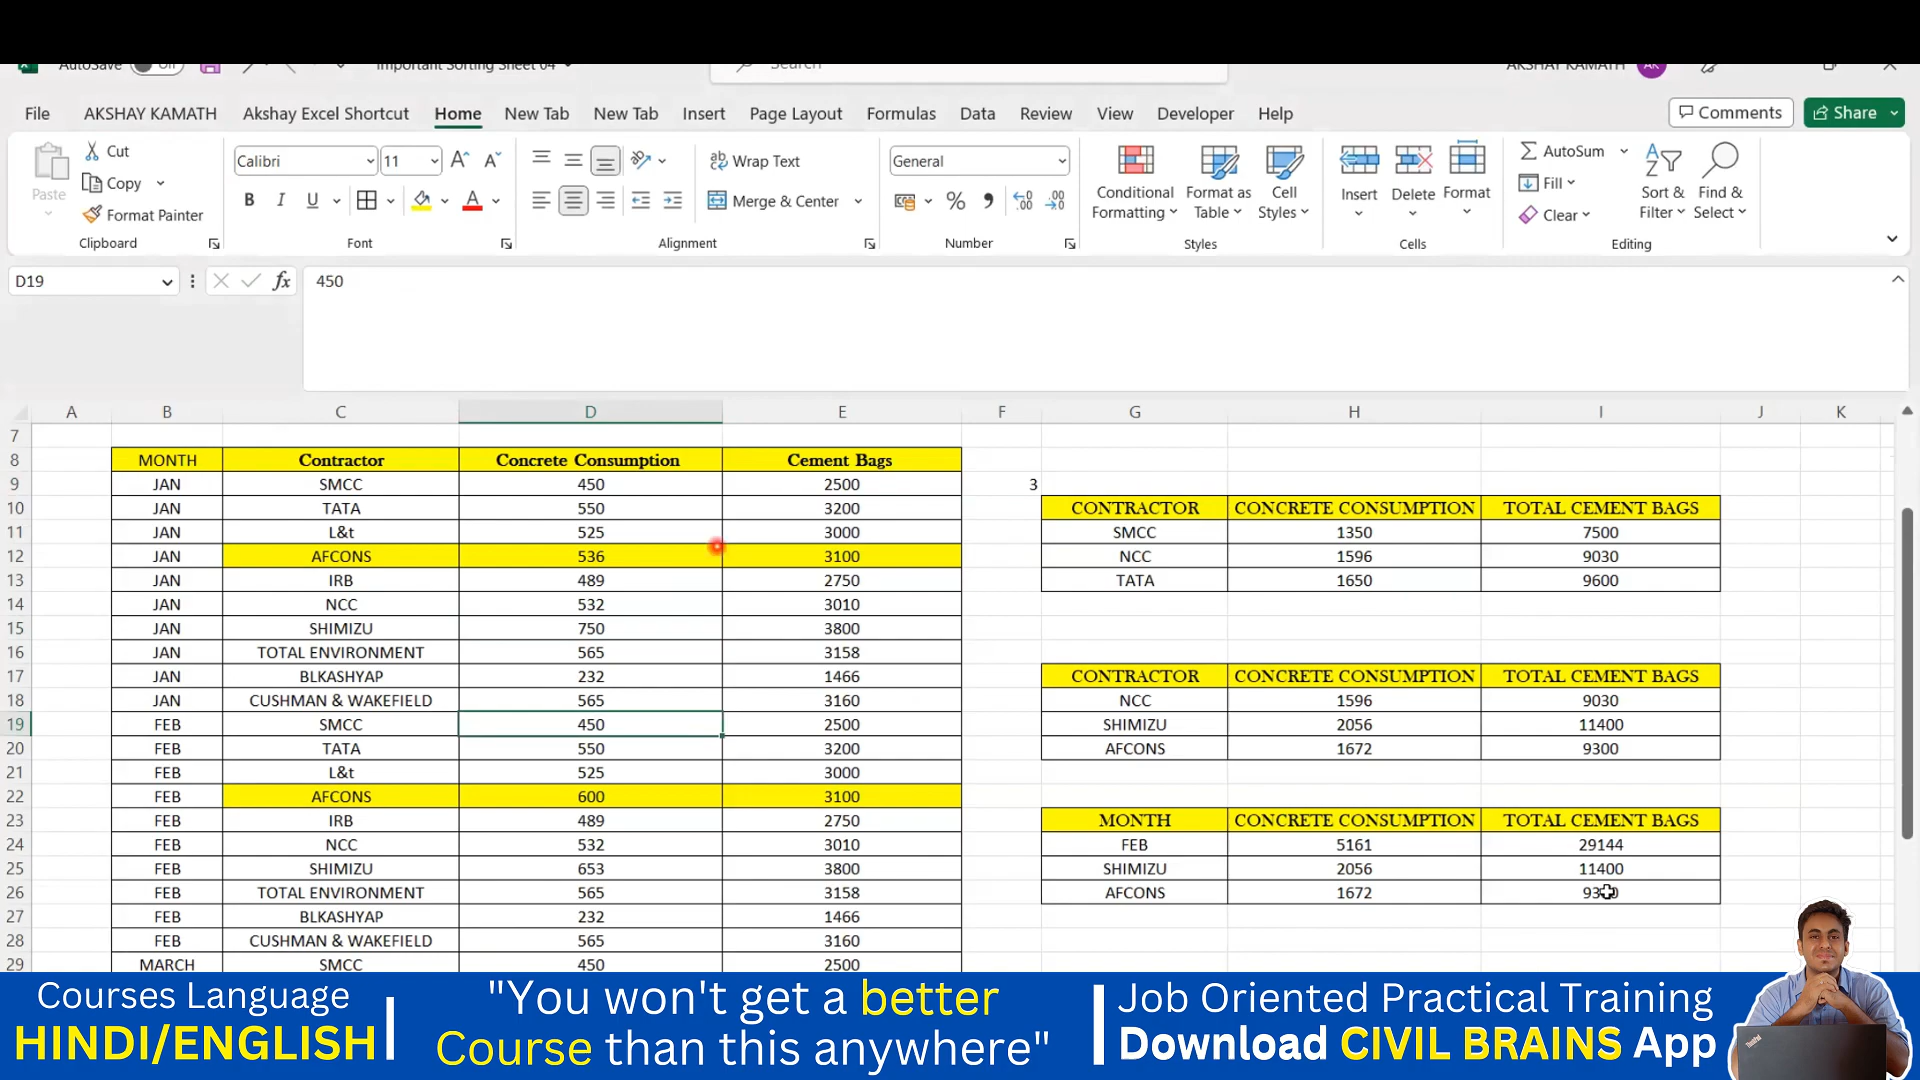 AutoSave Off Important Sorting Sheet 04 Search AKSHAY KAMATH AK
File AKSHAY KAMATH Akshay Excel Shortcut Home New Tab New Tab Insert Page Layout Formulas Data Review View Developer Help Comments Share
Paste Cut Copy Format Painter Clipboard
Calibri 11 B I U A Font
ab Wrap Text Merge & Center Alignment
General % Number
Conditional Formatting Format as Table Cell Styles Styles
Insert Delete Format Cells
AutoSum Fill Clear Sort & Filter Find & Select Editing
D19 fx 450
A B C D E F G H I J K
7
8 MONTH Contractor Concrete Consumption Cement Bags
9 JAN SMCC 450 2500 3
10 JAN TATA 550 3200 CONTRACTOR CONCRETE CONSUMPTION TOTAL CEMENT BAGS
11 JAN L&t 525 3000 SMCC 1350 7500
12 JAN AFCONS 536 3100 NCC 1596 9030
13 JAN IRB 489 2750 TATA 1650 9600
14 JAN NCC 532 3010
15 JAN SHIMIZU 750 3800
16 JAN TOTAL ENVIRONMENT 565 3158
17 JAN BLKASHYAP 232 1466 CONTRACTOR CONCRETE CONSUMPTION TOTAL CEMENT BAGS
18 JAN CUSHMAN & WAKEFIELD 565 3160 NCC 1596 9030
19 FEB SMCC 450 2500 SHIMIZU 2056 11400
20 FEB TATA 550 3200 AFCONS 1672 9300
21 FEB L&t 525 3000
22 FEB AFCONS 600 3100
23 FEB IRB 489 2750 MONTH CONCRETE CONSUMPTION TOTAL CEMENT BAGS
24 FEB NCC 532 3010 FEB 5161 29144
25 FEB SHIMIZU 653 3800 SHIMIZU 2056 11400
26 FEB TOTAL ENVIRONMENT 565 3158 AFCONS 1672
27 FEB BLKASHYAP 232 1466
28 FEB CUSHMAN & WAKEFIELD 565 3160
29 MARCH SMCC 450 2500
Courses Language
HINDI/ENGLISH
"You won't get a better
Course than this anywhere"
Job Oriented Practical Training
Download CIVIL BRAINS App